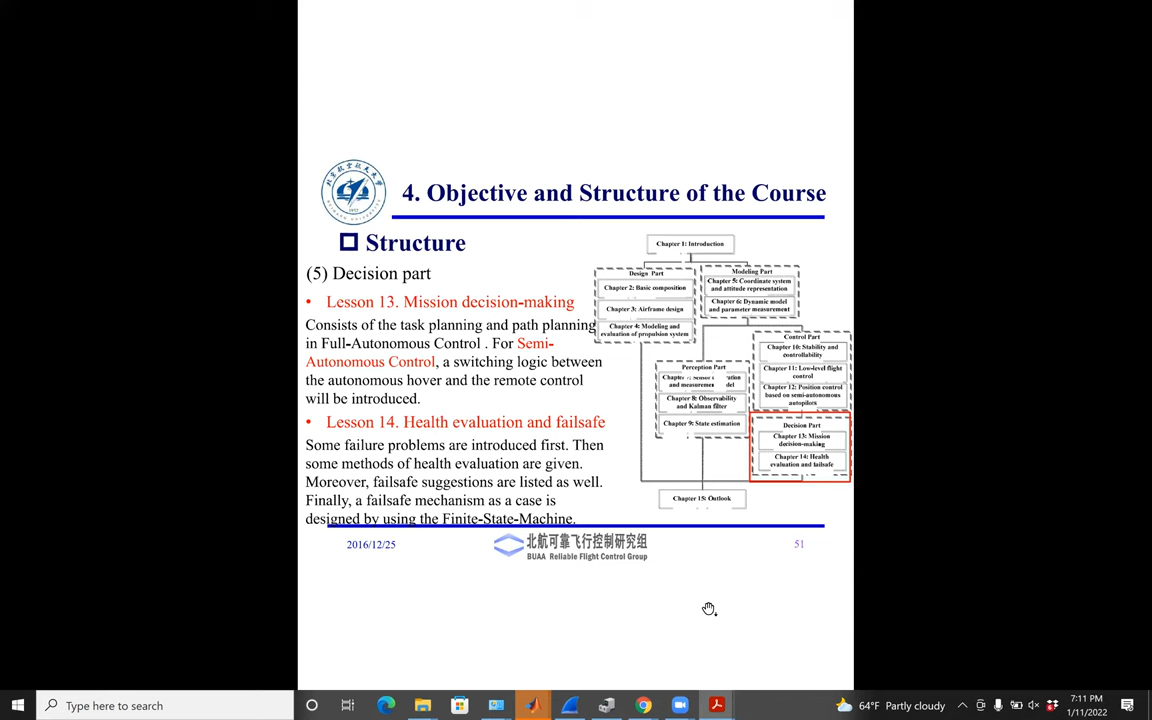 4. Objective and Structure of the Course
Structure
(5) Decision part
• Lesson 13. Mission decision-making
Consists of the task planning and path planning
in Full-Autonomous Control . For Semi-
Autonomous Control, a switching logic between
the autonomous hover and the remote control
will be introduced.
• Lesson 14. Health evaluation and failsafe
Some failure problems are introduced first. Then
some methods of health evaluation are given.
Moreover, failsafe suggestions are listed as well.
Finally, a failsafe mechanism as a case is
designed by using the Finite-State-Machine.
Chapter 1: Introduction
Design Part
Chapter 2: Basic composition
Chapter 3: Airframe design
Chapter 4: Modeling and
evaluation of propulsion system
Modeling Part
Chapter 5: Coordinate system
and attitude representation
Chapter 6: Dynamic model
and parameter measurement
Perception Part
and measurement
Chapter 8: Observability
and Kalman filter
Chapter 9: State estimation
Control Part
Chapter 10: Stability and
controllability
Chapter 11: Low-level flight
control
Chapter 12: Position control
based on semi-autonomous
autopilots
Decision Part
Chapter 13: Mission
decision-making
Chapter 14: Health
evaluation and failsafe
Chapter 15: Outlook
2016/12/25
北航可靠飞行控制研究组
BUAA Reliable Flight Control Group
51
Type here to search
64°F Partly cloudy
7:11 PM
1/11/2022